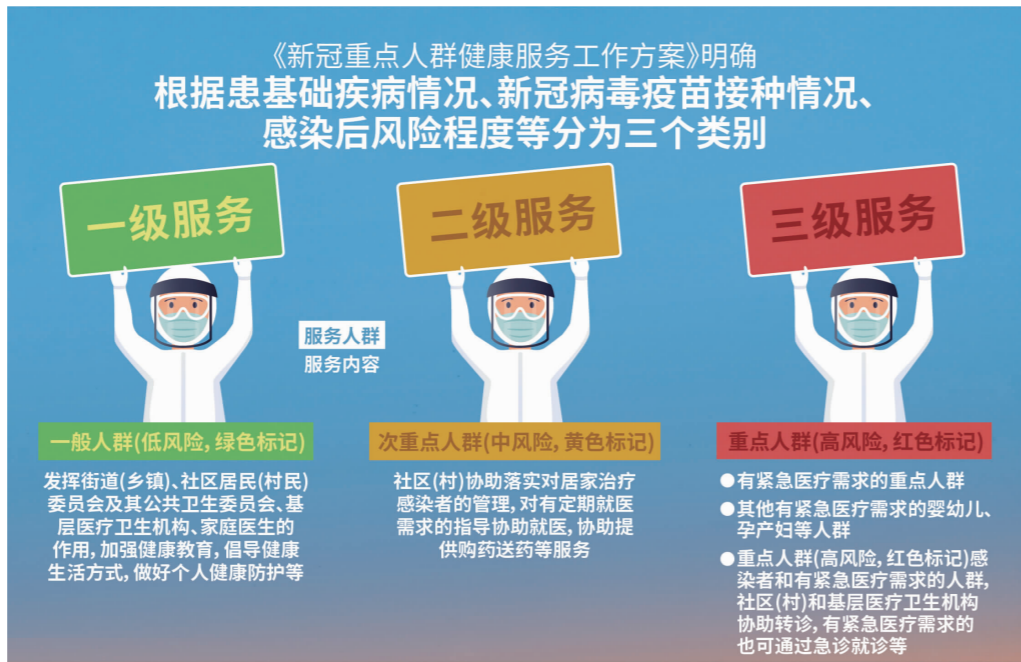 《新冠重点人群健康服务工作方案》明确
根据患基础疾病情况、新冠病毒疫苗接种情况、
感染后风险程度等分为三个类别
一级服务
二级服务
三级服务
服务人群
服务内容
一般人群(低风险,绿色标记)
发挥街道(乡镇)、社区居民(村民)
委员会及其公共卫生委员会、基
层医疗卫生机构、家庭医生的
作用,加强健康教育,倡导健康
生活方式,做好个人健康防护等
次重点人群(中风险,黄色标记)
社区(村)协助落实对居家治疗
感染者的管理,对有定期就医
需求的指导协助就医,协助提
供购药送药等服务
重点人群(高风险,红色标记)
●有紧急医疗需求的重点人群
●其他有紧急医疗需求的婴幼儿、
孕产妇等人群
●重点人群(高风险,红色标记)感
染者和有紧急医疗需求的人群,
社区(村)和基层医疗卫生机构
协助转诊,有紧急医疗需求的
也可通过急诊就诊等